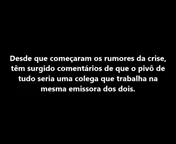 Desde que começaram os rumores da crise,
têm surgido comentários de que o pivô de
tudo seria uma colega que trabalha na
mesma emissora dos dois.